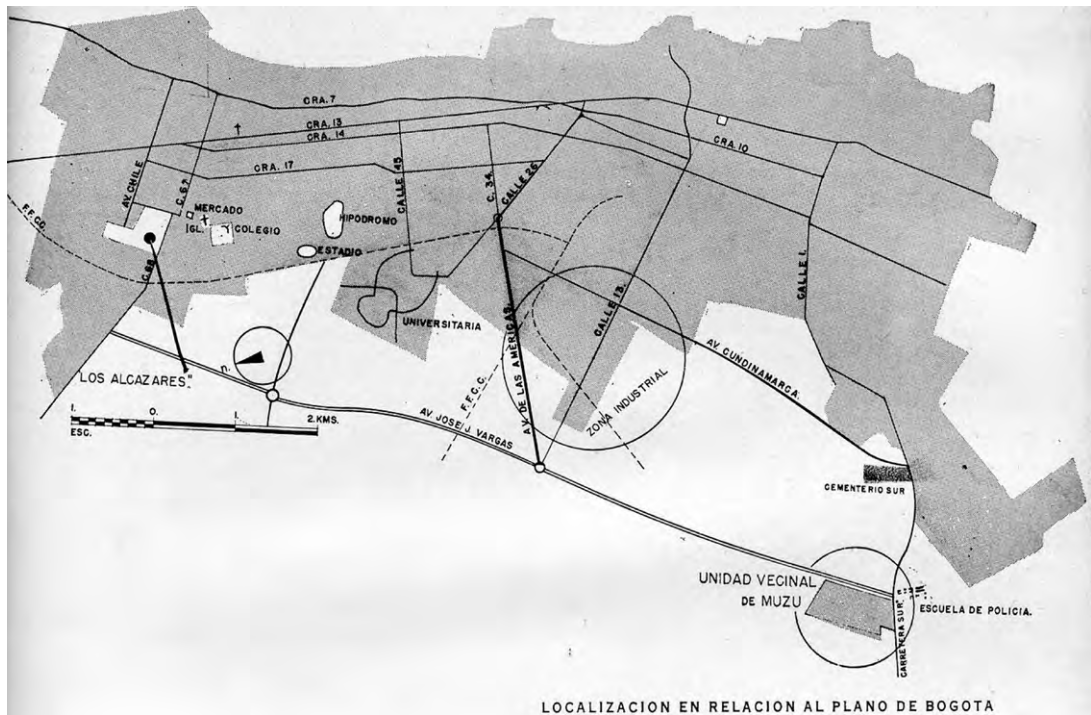 CRA. 7
CRA. 13
CRA. 14
CRA. 10
CRA. 17
AV. CHILE
C. 67
CALLE 45
C. 34
CALLE 26
F.F. C.C.
MERCADO
IGL.
COLEGIO
HIPODROMO
ESTADIO
C. 68
CALLE 1.
UNIVERSITARIA
AV. DE LAS AMERICAS.
CALLE 13.
AV. CUNDINAMARCA.
ZONA INDUSTRIAL
F.F. C.C.
"LOS ALCAZARES"
n.
1. 0. 1. 2. KMS.
ESC.
AV. JOSE J. VARGAS
CEMENTERIO SUR
UNIDAD VECINAL
DE MUZU
ESCUELA DE POLICIA.
CARRETERA SUR
LOCALIZACION EN RELACION AL PLANO DE BOGOTA